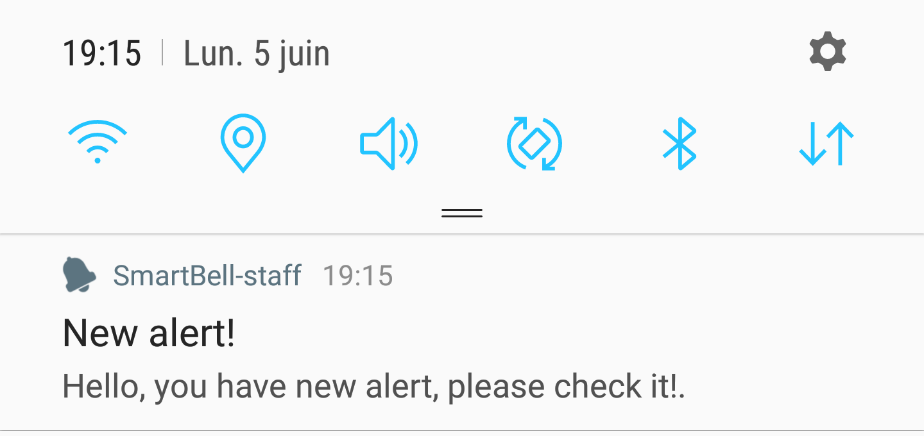 19:15 | Lun. 5 juin
SmartBell-staff 19:15
New alert!
Hello, you have new alert, please check it!.